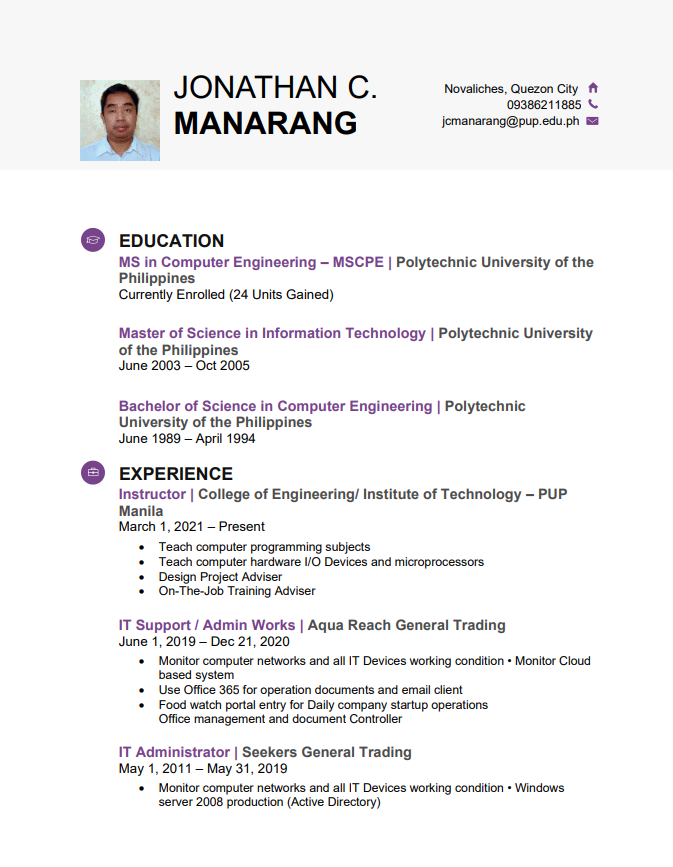 JONATHAN C.
MANARANG
Novaliches, Quezon City
09386211885
jcmanarang@pup.edu.ph
EDUCATION
MS in Computer Engineering – MSCPE | Polytechnic University of the
Philippines
Currently Enrolled (24 Units Gained)
Master of Science in Information Technology | Polytechnic University
of the Philippines
June 2003 – Oct 2005
Bachelor of Science in Computer Engineering | Polytechnic
University of the Philippines
June 1989 – April 1994
EXPERIENCE
Instructor | College of Engineering/ Institute of Technology – PUP
Manila
March 1, 2021 – Present
• Teach computer programming subjects
• Teach computer hardware I/O Devices and microprocessors
• Design Project Adviser
• On-The-Job Training Adviser
IT Support / Admin Works | Aqua Reach General Trading
June 1, 2019 – Dec 21, 2020
• Monitor computer networks and all IT Devices working condition • Monitor Cloud
based system
• Use Office 365 for operation documents and email client
• Food watch portal entry for Daily company startup operations
Office management and document Controller
IT Administrator | Seekers General Trading
May 1, 2011 – May 31, 2019
• Monitor computer networks and all IT Devices working condition • Windows
server 2008 production (Active Directory)